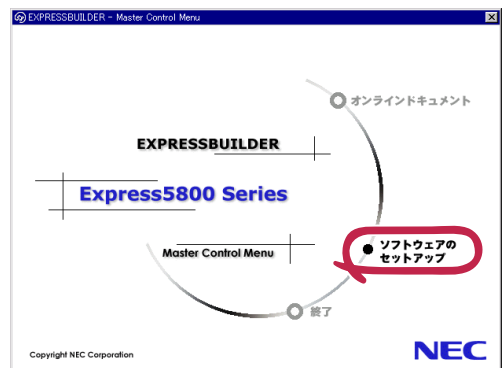 EXPRESSBUILDER - Master Control Menu
オンラインドキュメント
EXPRESSBUILDER
Express5800 Series
Master Control Menu
ソフトウェアの
セットアップ
終了
Copyright NEC Corporation
NEC